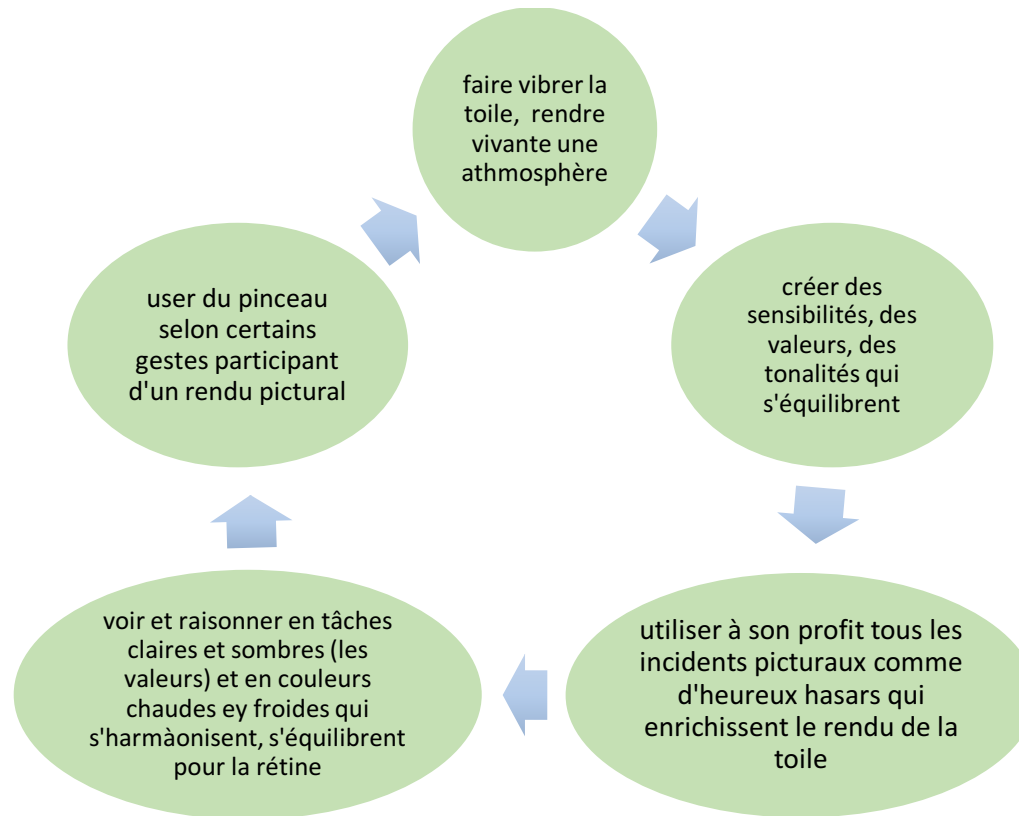 faire vibrer la
toile, rendre
vivante une
athmosphère
créer des
sensibilités, des
valeurs, des
tonalités qui
s'équilibrent
utiliser à son profit tous les
incidents picturaux comme
d'heureux hasars qui
enrichissent le rendu de la
toile
voir et raisonner en tâches
claires et sombres (les
valeurs) et en couleurs
chaudes ey froides qui
s'harmàonisent, s'équilibrent
pour la rétine
user du pinceau
selon certains
gestes participant
d'un rendu pictural